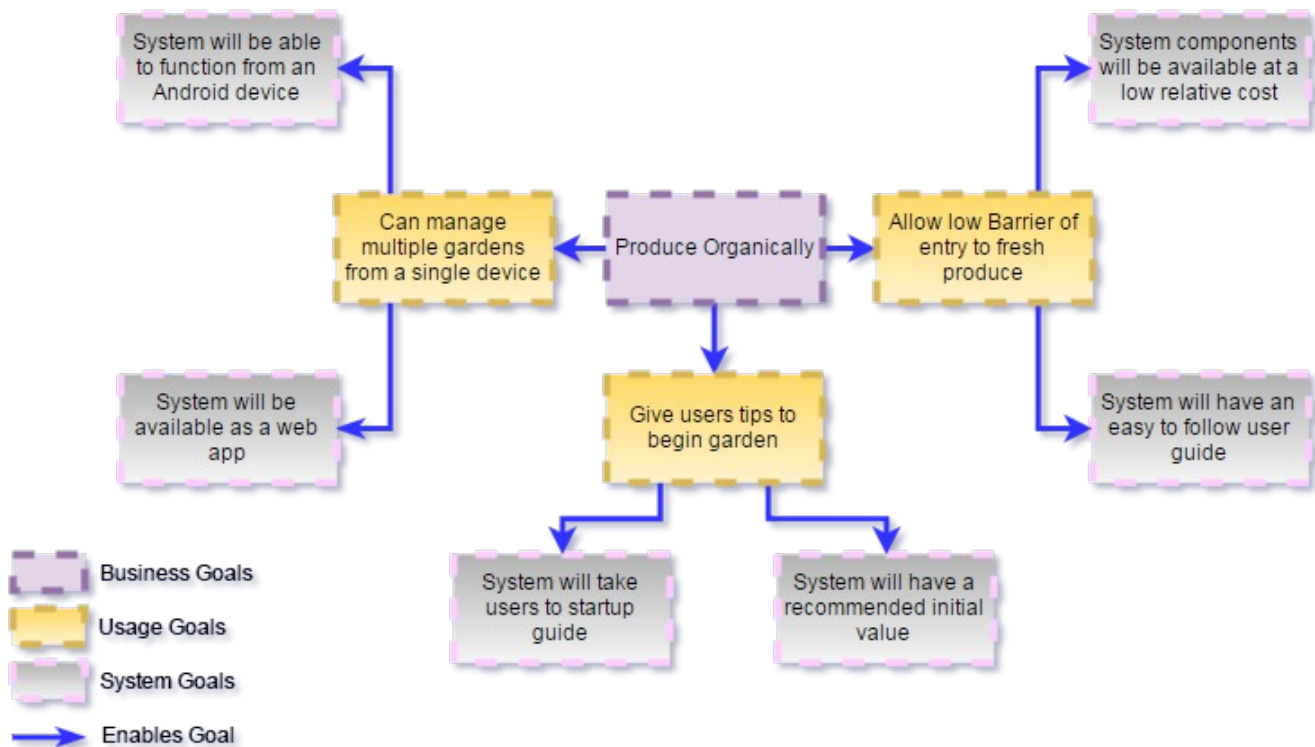 System will be able
to function from an
Android device
System components
will be available at a
low relative cost
Can manage
multiple gardens
from a single device
Produce Organically
Allow low Barrier of
entry to fresh
produce
System will be
available as a web
app
Give users tips to
begin garden
System will have an
easy to follow user
guide
System will take
users to startup
guide
System will have a
recommended initial
value
Business Goals
Usage Goals
System Goals
Enables Goal